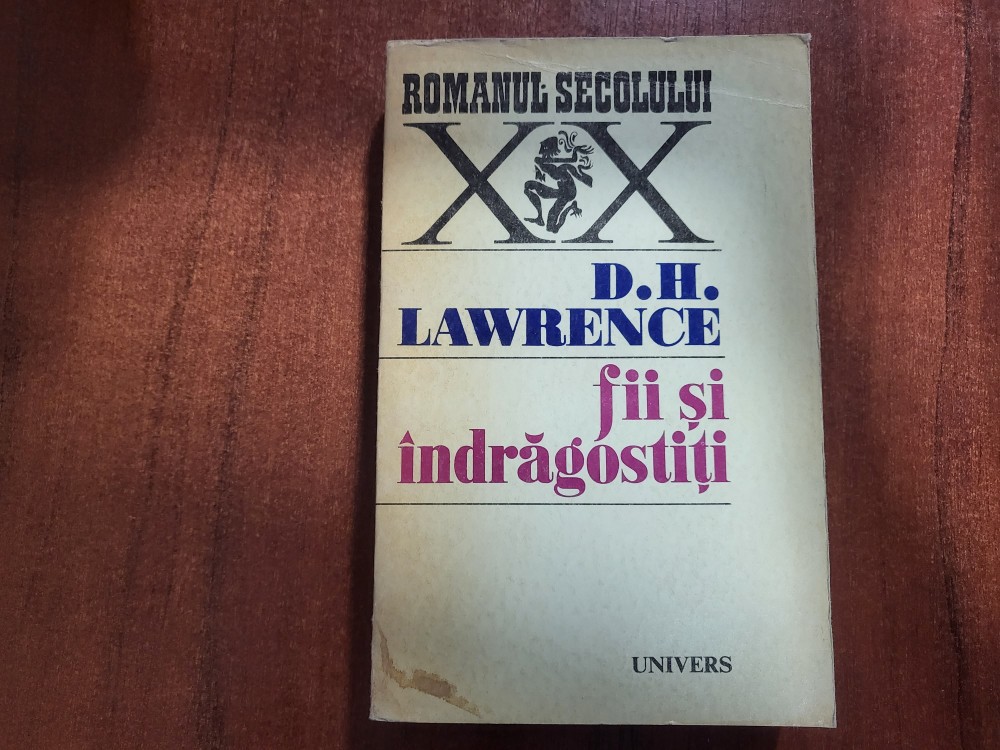 ROMANUL SECOLULUI
XX
D.H.
LAWRENCE
fii și
îndrăgostiți
UNIVERS